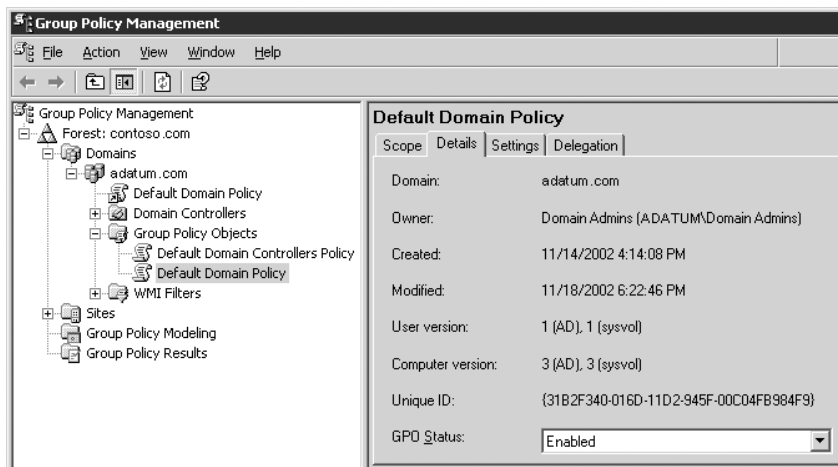 Group Policy Management
File Action View Window Help
Group Policy Management
Forest: contoso.com
Domains
adatum.com
Default Domain Policy
Domain Controllers
Group Policy Objects
Default Domain Controllers Policy
Default Domain Policy
WMI Filters
Sites
Group Policy Modeling
Group Policy Results
Default Domain Policy
Scope Details Settings Delegation
Domain: adatum.com
Owner: Domain Admins (ADATUM\Domain Admins)
Created: 11/14/2002 4:14:08 PM
Modified: 11/18/2002 6:22:46 PM
User version: 1 (AD), 1 (sysvol)
Computer version: 3 (AD), 3 (sysvol)
Unique ID: {31B2F340-016D-11D2-945F-00C04FB984F9}
GPO Status: Enabled